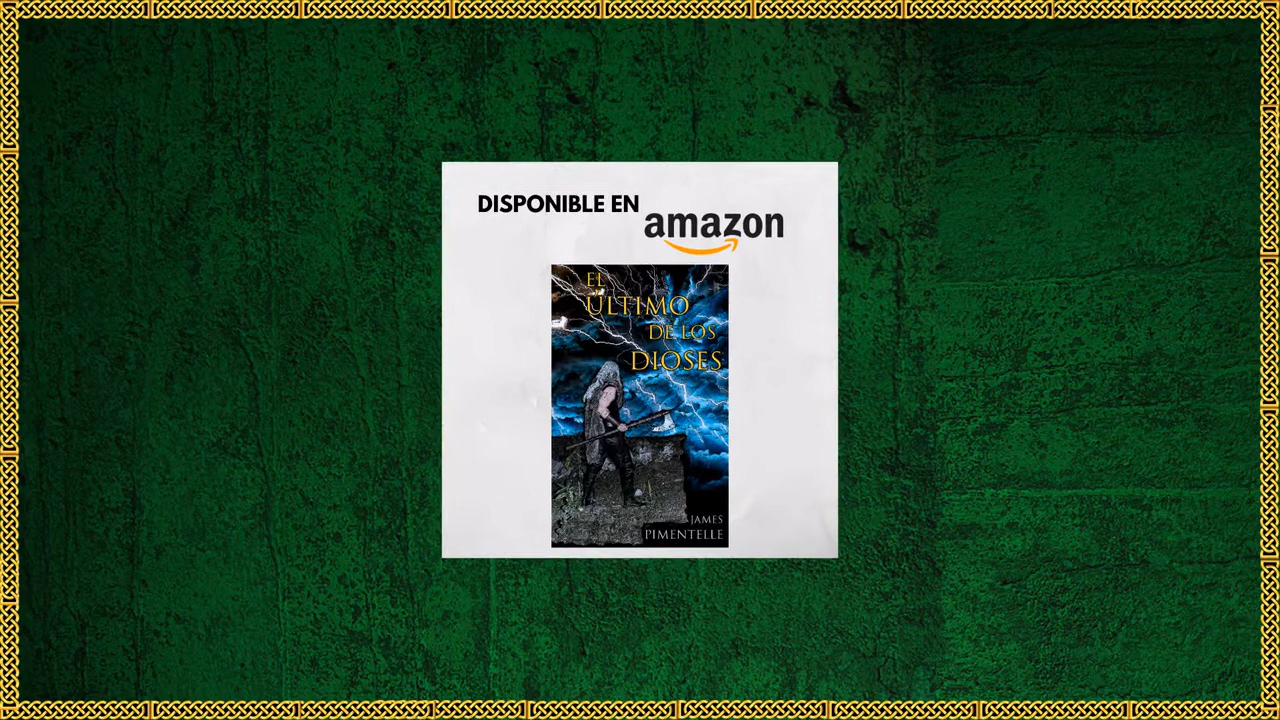 DISPONIBLE EN
amazon
EL
ÚLTIMO
DE LOS
DIOSES
JAMES
PIMENTELLE